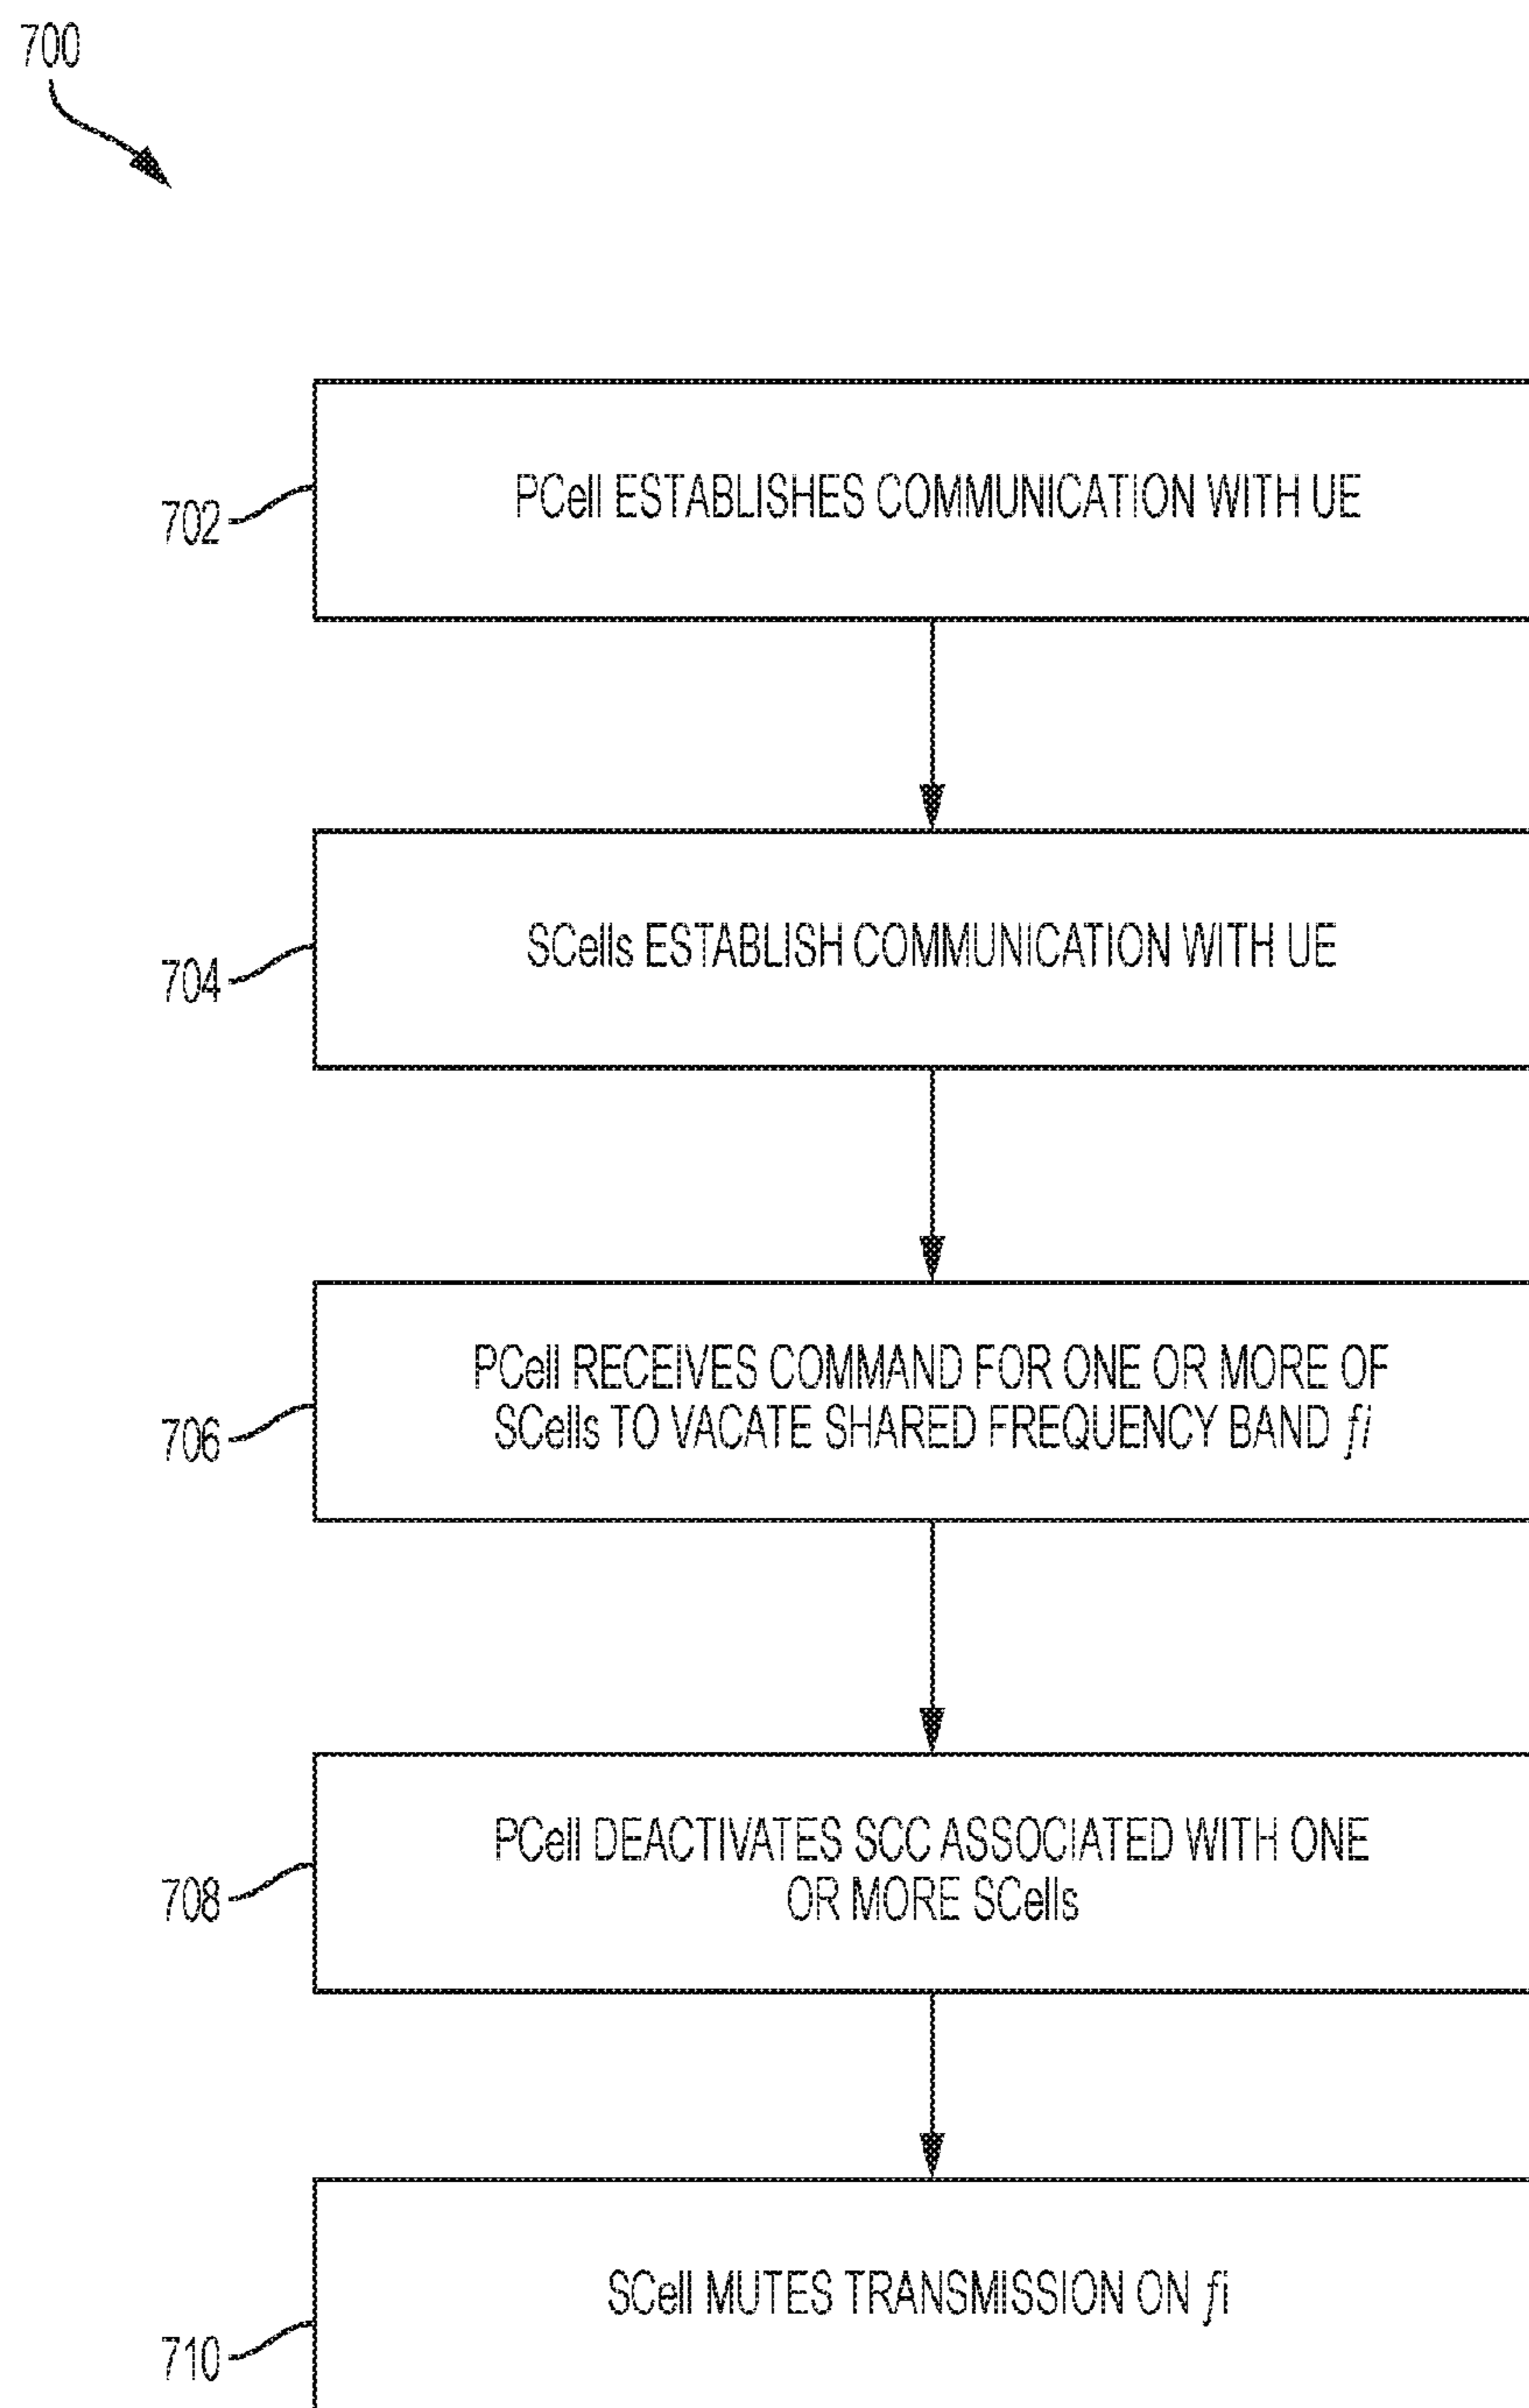 700
702
PCell ESTABLISHES COMMUNICATION WITH UE
704
SCells ESTABLISH COMMUNICATION WITH UE
706
PCell RECEIVES COMMAND FOR ONE OR MORE OF
SCells TO VACATE SHARED FREQUENCY BAND ƒi
708
PCell DEACTIVATES SCC ASSOCIATED WITH ONE
OR MORE SCells
710
SCell MUTES TRANSMISSION ON ƒi